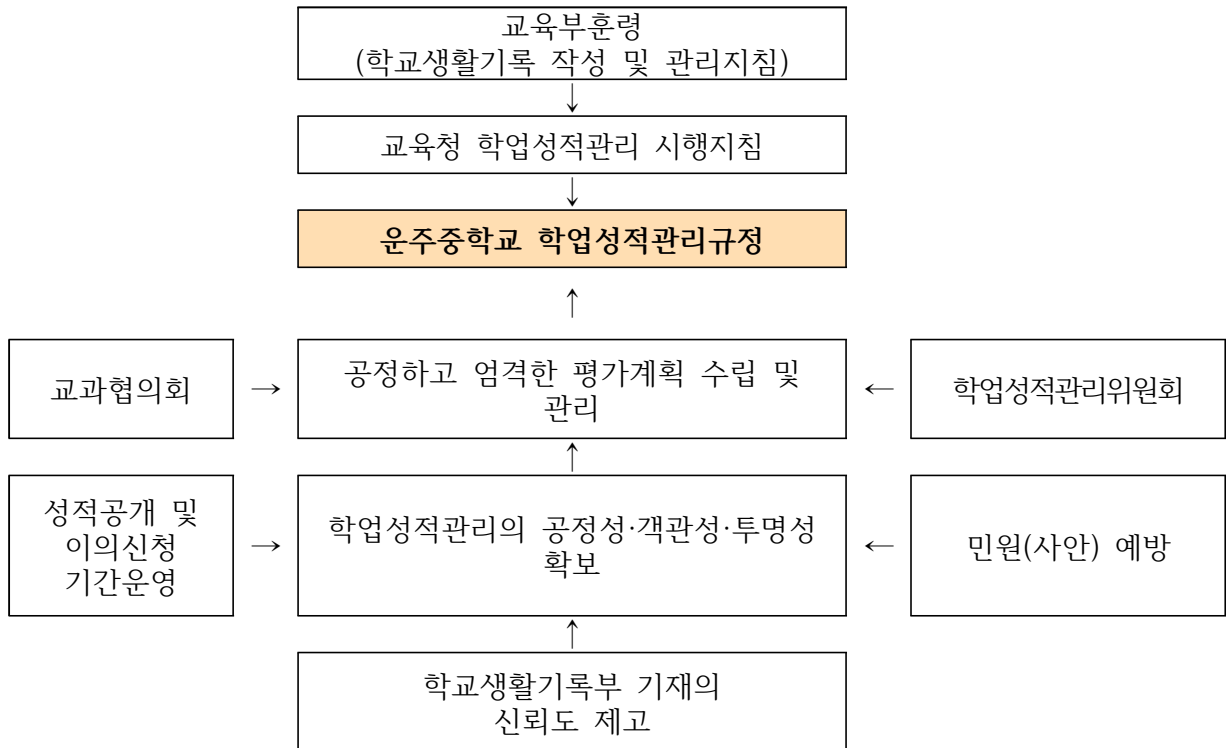 교육부훈령
(학교생활기록 작성 및 관리지침)
↓
교육청 학업성적관리 시행지침
↓
운주중학교 학업성적관리규정
↑
교과협의회
→
공정하고 엄격한 평가계획 수립 및
관리
←
학업성적관리위원회
↑
성적공개 및
이의신청
기간운영
→
학업성적관리의 공정성·객관성·투명성
확보
←
민원(사안) 예방
↑
학교생활기록부 기재의
신뢰도 제고